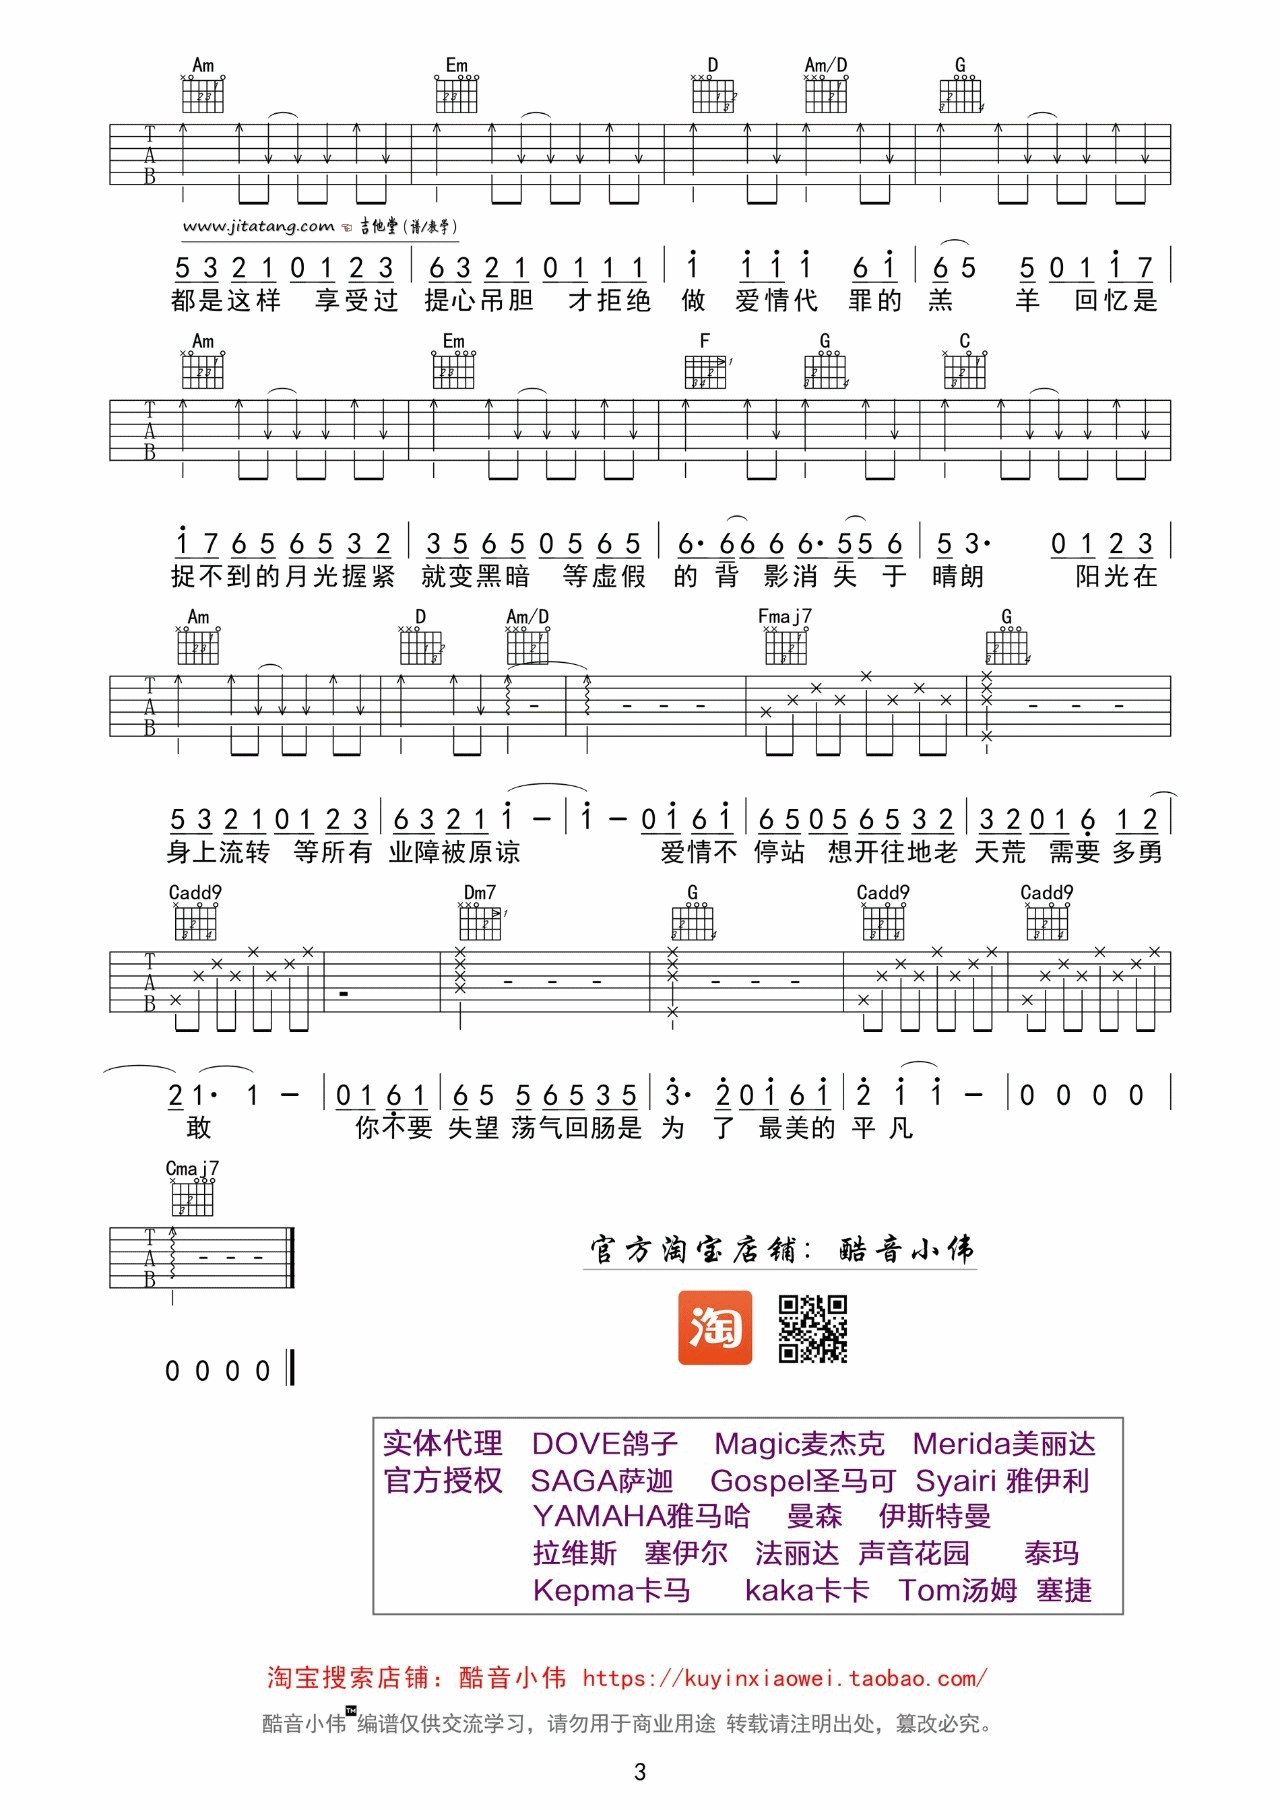 Am Em D Am/D G
T
A
B
www.jitatang.com 吉他堂(谱/教学)
5 3 2 1 0 1 2 3 | 6 3 2 1 0 1 1 1 | i i i i 6 i | 6 5 5 0 1 i 7 |
都是这样 享受过 提心吊胆 才拒绝 做 爱情代 罪的 羔 羊 回忆是
Am Em F G C
T
A
B
i 7 6 5 6 5 3 2 | 3 5 6 5 0 5 6 5 | 6· 6 6 6 6· 5 5 6 | 5 3· 0 1 2 3 |
捉不到的月光握紧 就变黑暗 等虚假 的 背 影消 失 于 晴朗 阳光在
Am D Am/D Fmaj7 G
T
A
B
5 3 2 1 0 1 2 3 | 6 3 2 1 i – | i – 0 i 6 i | 6 5 0 5 6 5 3 2 | 3 2 0 1 6 1 2 |
身上流转 等所有 业障被原谅 爱情不 停站 想开往地老 天荒 需要 多勇
Cadd9 Dm7 G Cadd9 Cadd9
T
A
B
2 1· 1 – | 0 1 6 1 | 6 5 5 6 5 3 5 | 3· 2 0 i 6 i | 2 i i – | 0 0 0 0 |
敢 你不要 失望 荡气回肠是 为 了 最美的 平 凡
Cmaj7
T
A
B
0 0 0 0
官方淘宝店铺：酷音小伟
淘
实体代理 DOVE鸽子 Magic麦杰克 Merida美丽达
官方授权 SAGA萨迦 Gospel圣马可 Syairi 雅伊利
YAMAHA雅马哈 曼森 伊斯特曼
拉维斯 塞伊尔 法丽达 声音花园 泰玛
Kepma卡马 kaka卡卡 Tom汤姆 塞捷
淘宝搜索店铺：酷音小伟 https://kuyinxiaowei.taobao.com/
酷音小伟TM编谱仅供交流学习，请勿用于商业用途 转载请注明出处，篡改必究。
3